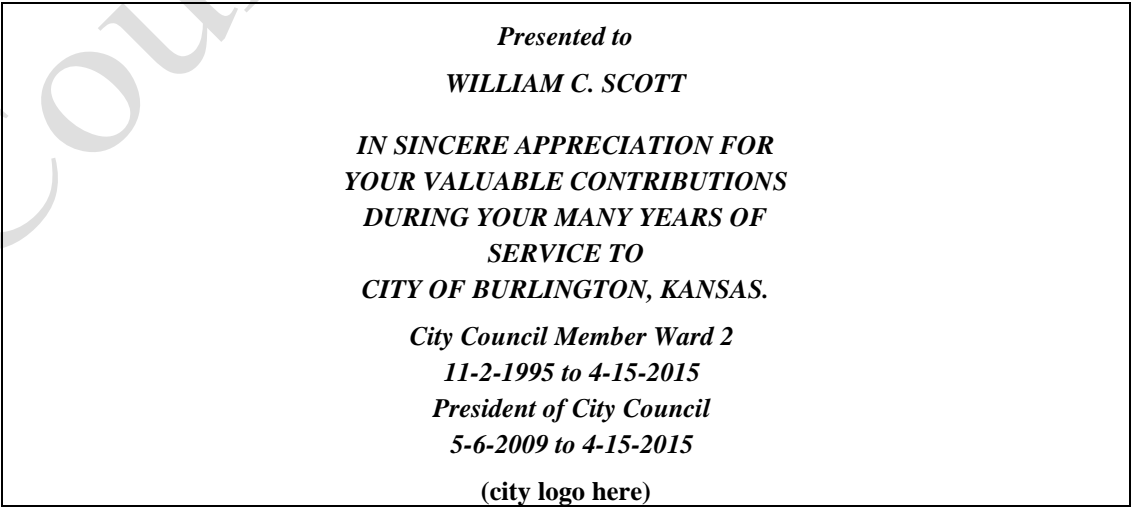 Presented to
WILLIAM C. SCOTT
IN SINCERE APPRECIATION FOR
YOUR VALUABLE CONTRIBUTIONS
DURING YOUR MANY YEARS OF
SERVICE TO
CITY OF BURLINGTON, KANSAS.
City Council Member Ward 2
11-2-1995 to 4-15-2015
President of City Council
5-6-2009 to 4-15-2015
(city logo here)